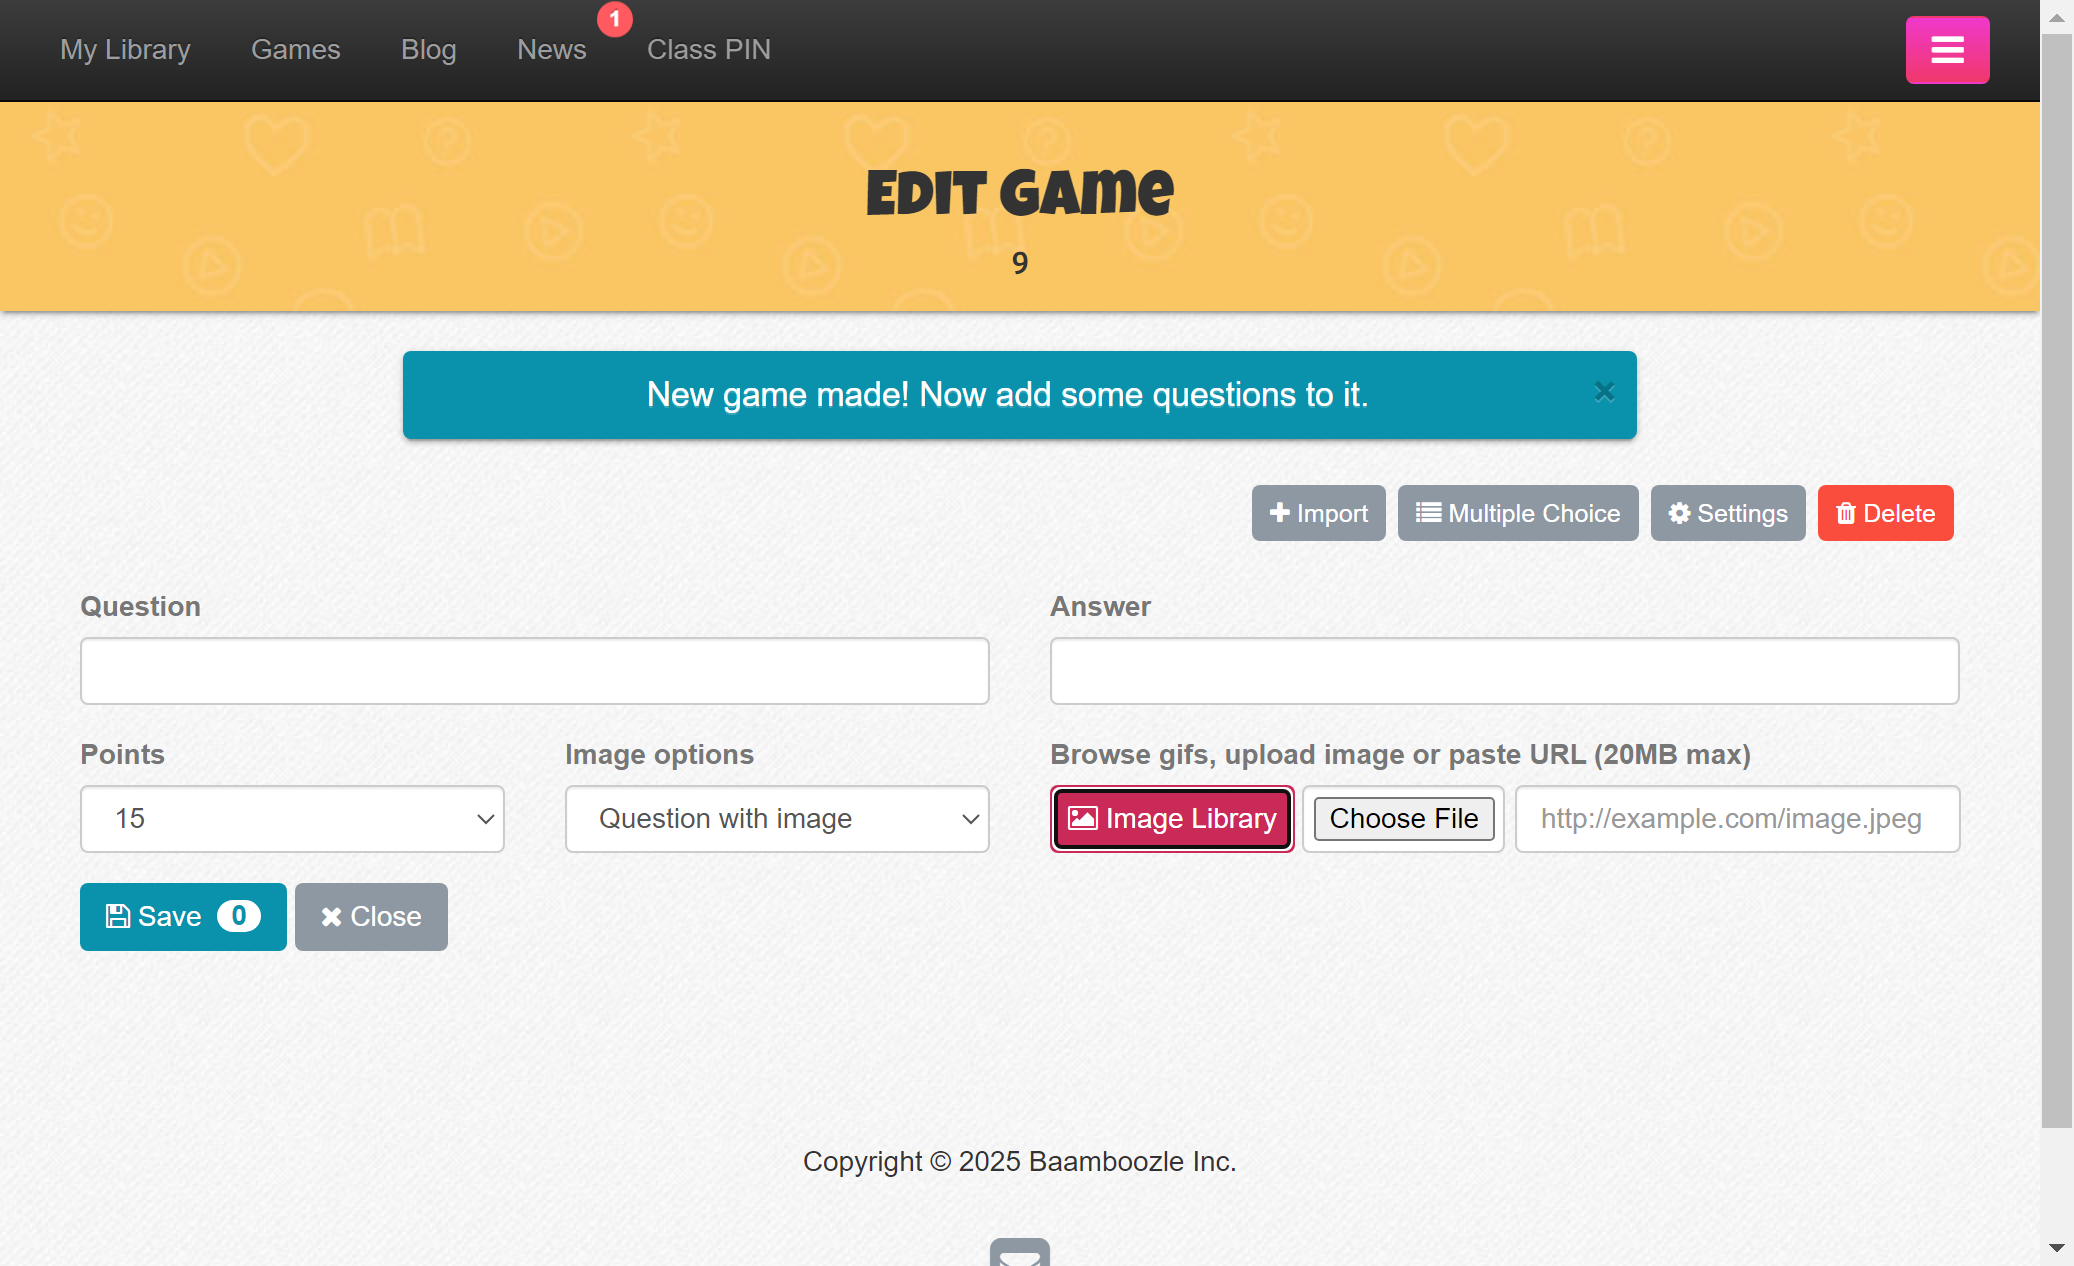 My Library Games Blog News 1 Class PIN
EDIT GAme
9
New game made! Now add some questions to it.
Import Multiple Choice Settings Delete
Question Answer
Points Image options Browse gifs, upload image or paste URL (20MB max)
15 Question with image Image Library Choose File http://example.com/image.jpeg
Save 0 Close
Copyright © 2025 Baamboozle Inc.